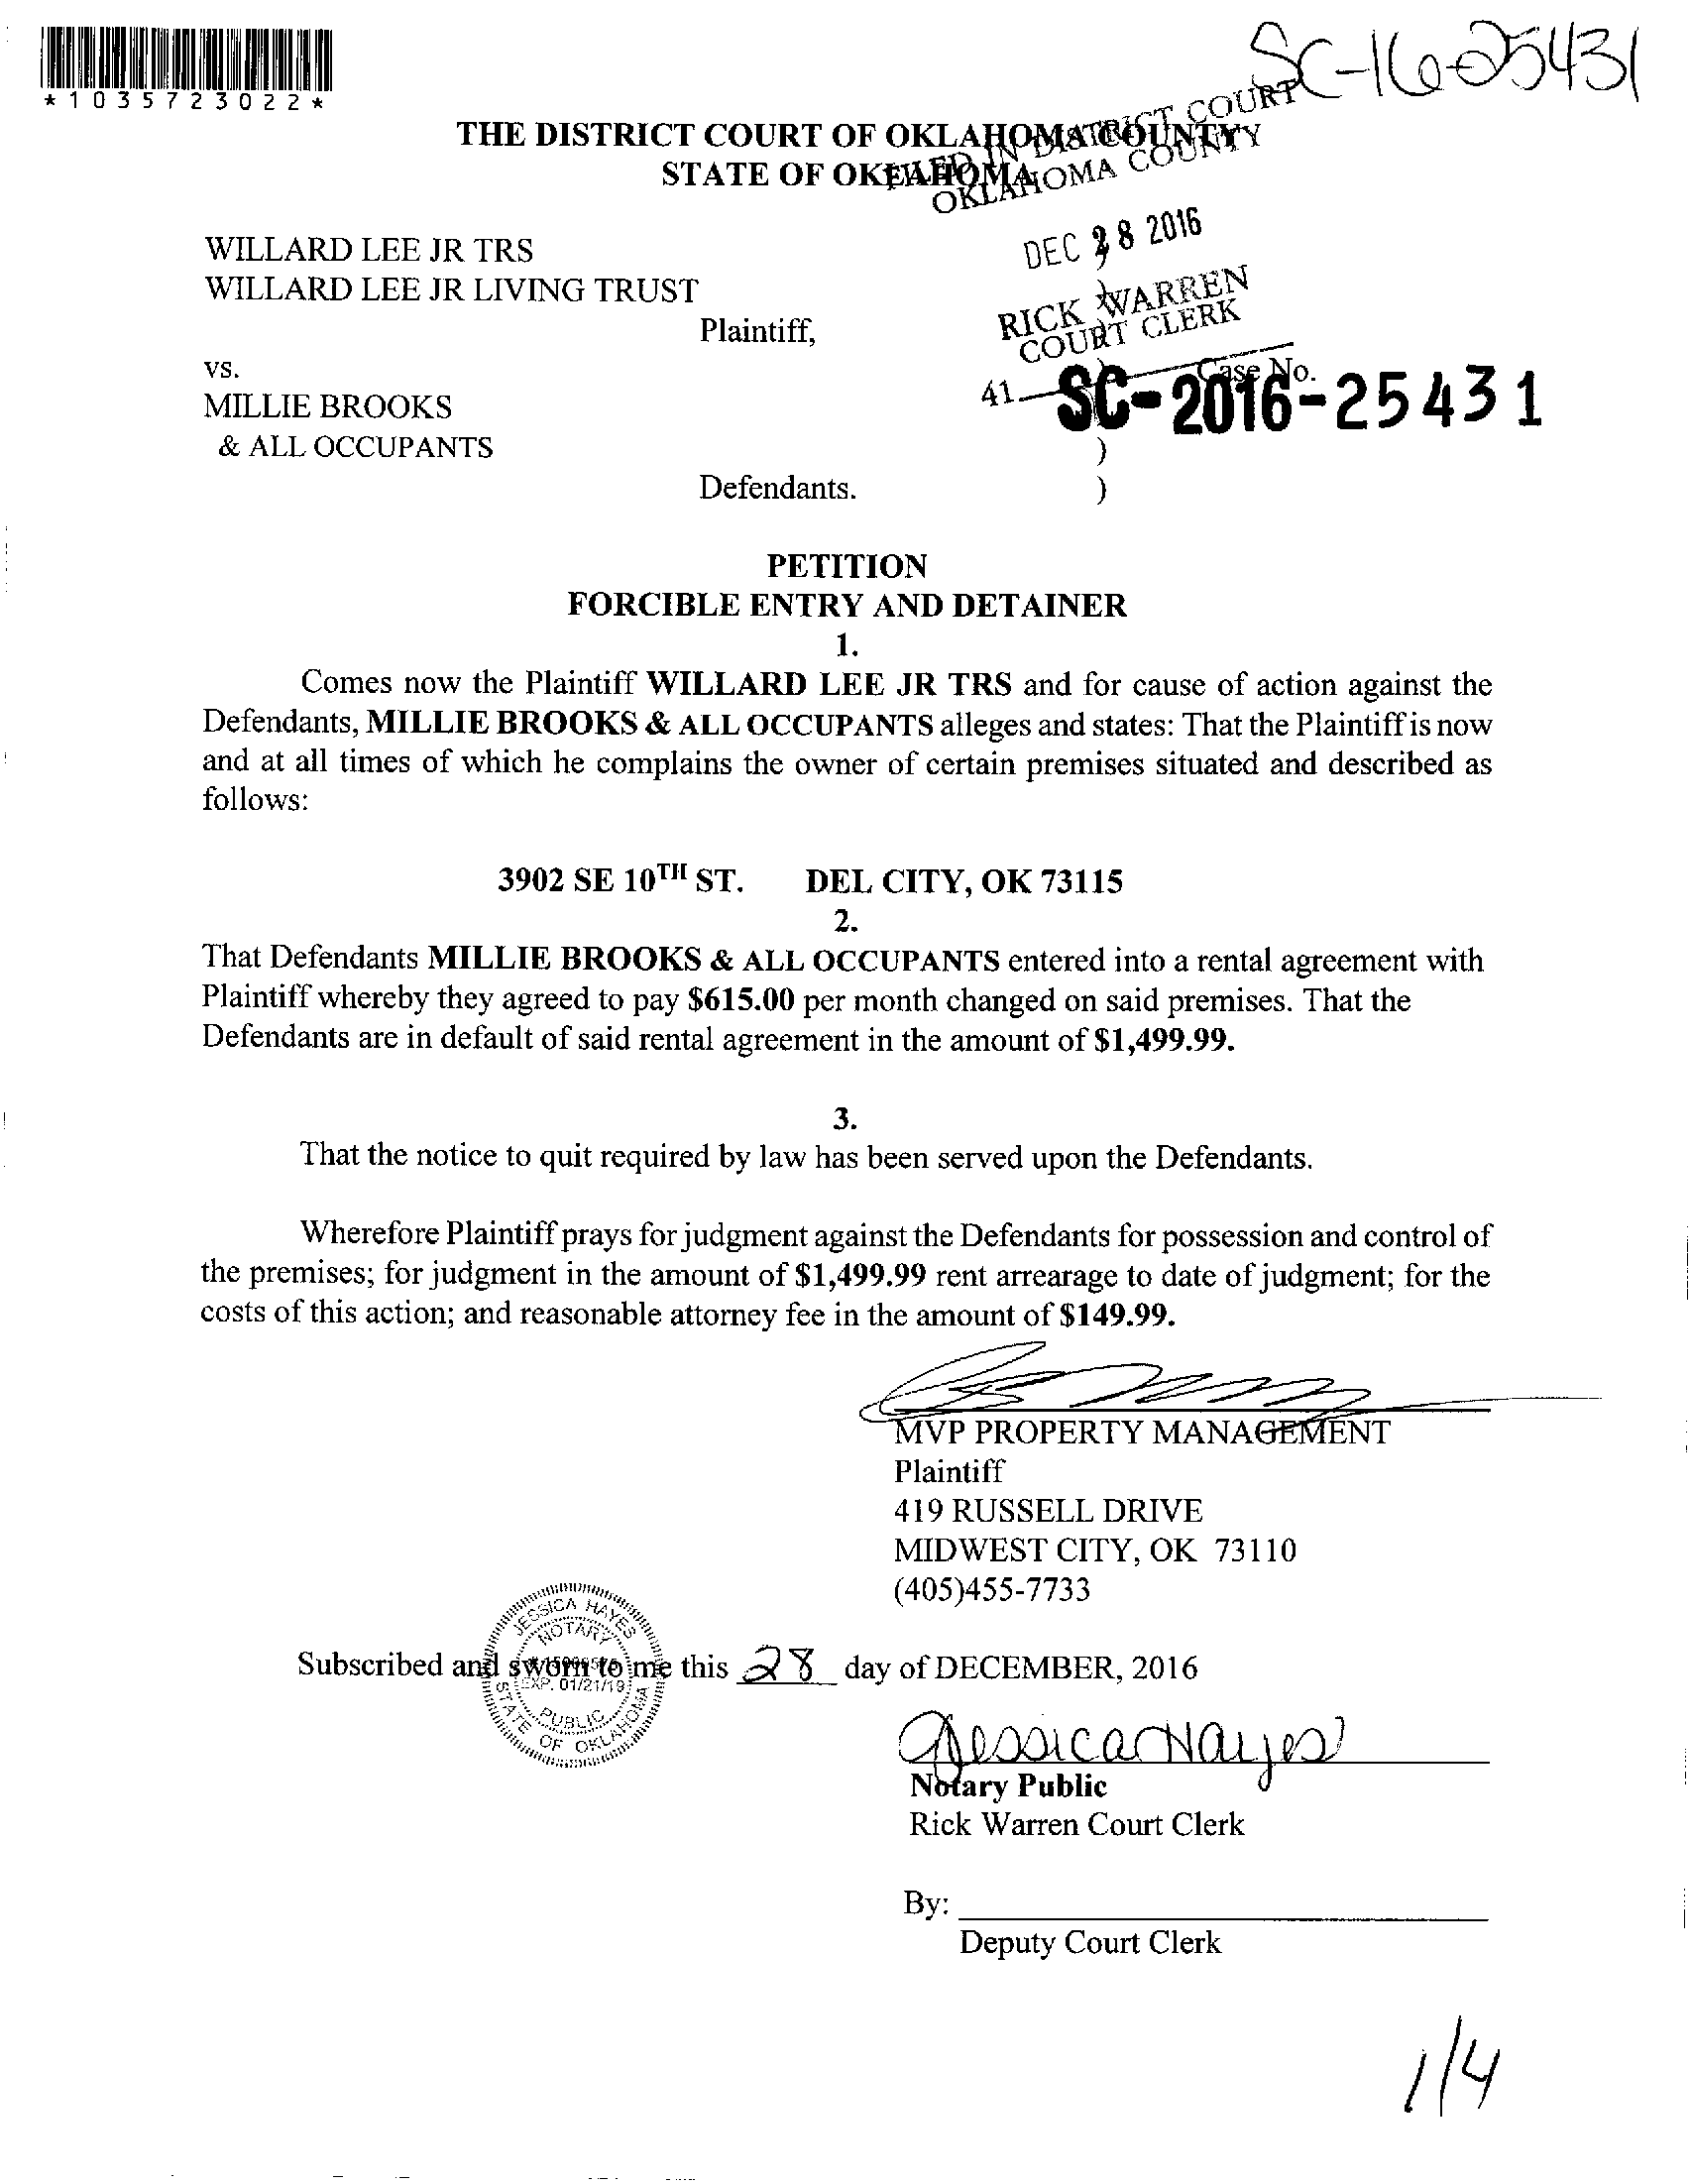 SC-16-25431
*1035723022*
THE DISTRICT COURT OF OKLAHOMA COUNTY
STATE OF OKLAHOMA
FILED IN DISTRICT COURT
OKLAHOMA COUNTY
DEC 28 2016
RICK WARREN
COURT CLERK
41
WILLARD LEE JR TRS
WILLARD LEE JR LIVING TRUST
Plaintiff,
vs.
Case No.
SC-2016-25431
MILLIE BROOKS
& ALL OCCUPANTS )
Defendants. )
PETITION
FORCIBLE ENTRY AND DETAINER
1.
Comes now the Plaintiff WILLARD LEE JR TRS and for cause of action against the
Defendants, MILLIE BROOKS & ALL OCCUPANTS alleges and states: That the Plaintiff is now
and at all times of which he complains the owner of certain premises situated and described as
follows:
3902 SE 10TH ST. DEL CITY, OK 73115
2.
That Defendants MILLIE BROOKS & ALL OCCUPANTS entered into a rental agreement with
Plaintiff whereby they agreed to pay $615.00 per month changed on said premises. That the
Defendants are in default of said rental agreement in the amount of $1,499.99.
3.
That the notice to quit required by law has been served upon the Defendants.
Wherefore Plaintiff prays for judgment against the Defendants for possession and control of
the premises; for judgment in the amount of $1,499.99 rent arrearage to date of judgment; for the
costs of this action; and reasonable attorney fee in the amount of $149.99.
MVP PROPERTY MANAGEMENT
Plaintiff
419 RUSSELL DRIVE
MIDWEST CITY, OK 73110
(405)455-7733
JESSICA HAYES
NOTARY
EXP. 01/21/19
PUBLIC
STATE OF OKLAHOMA
Subscribed and sworn to me this 28 day of DECEMBER, 2016
Jessica Hayes
Notary Public
Rick Warren Court Clerk
By:
Deputy Court Clerk
1/4